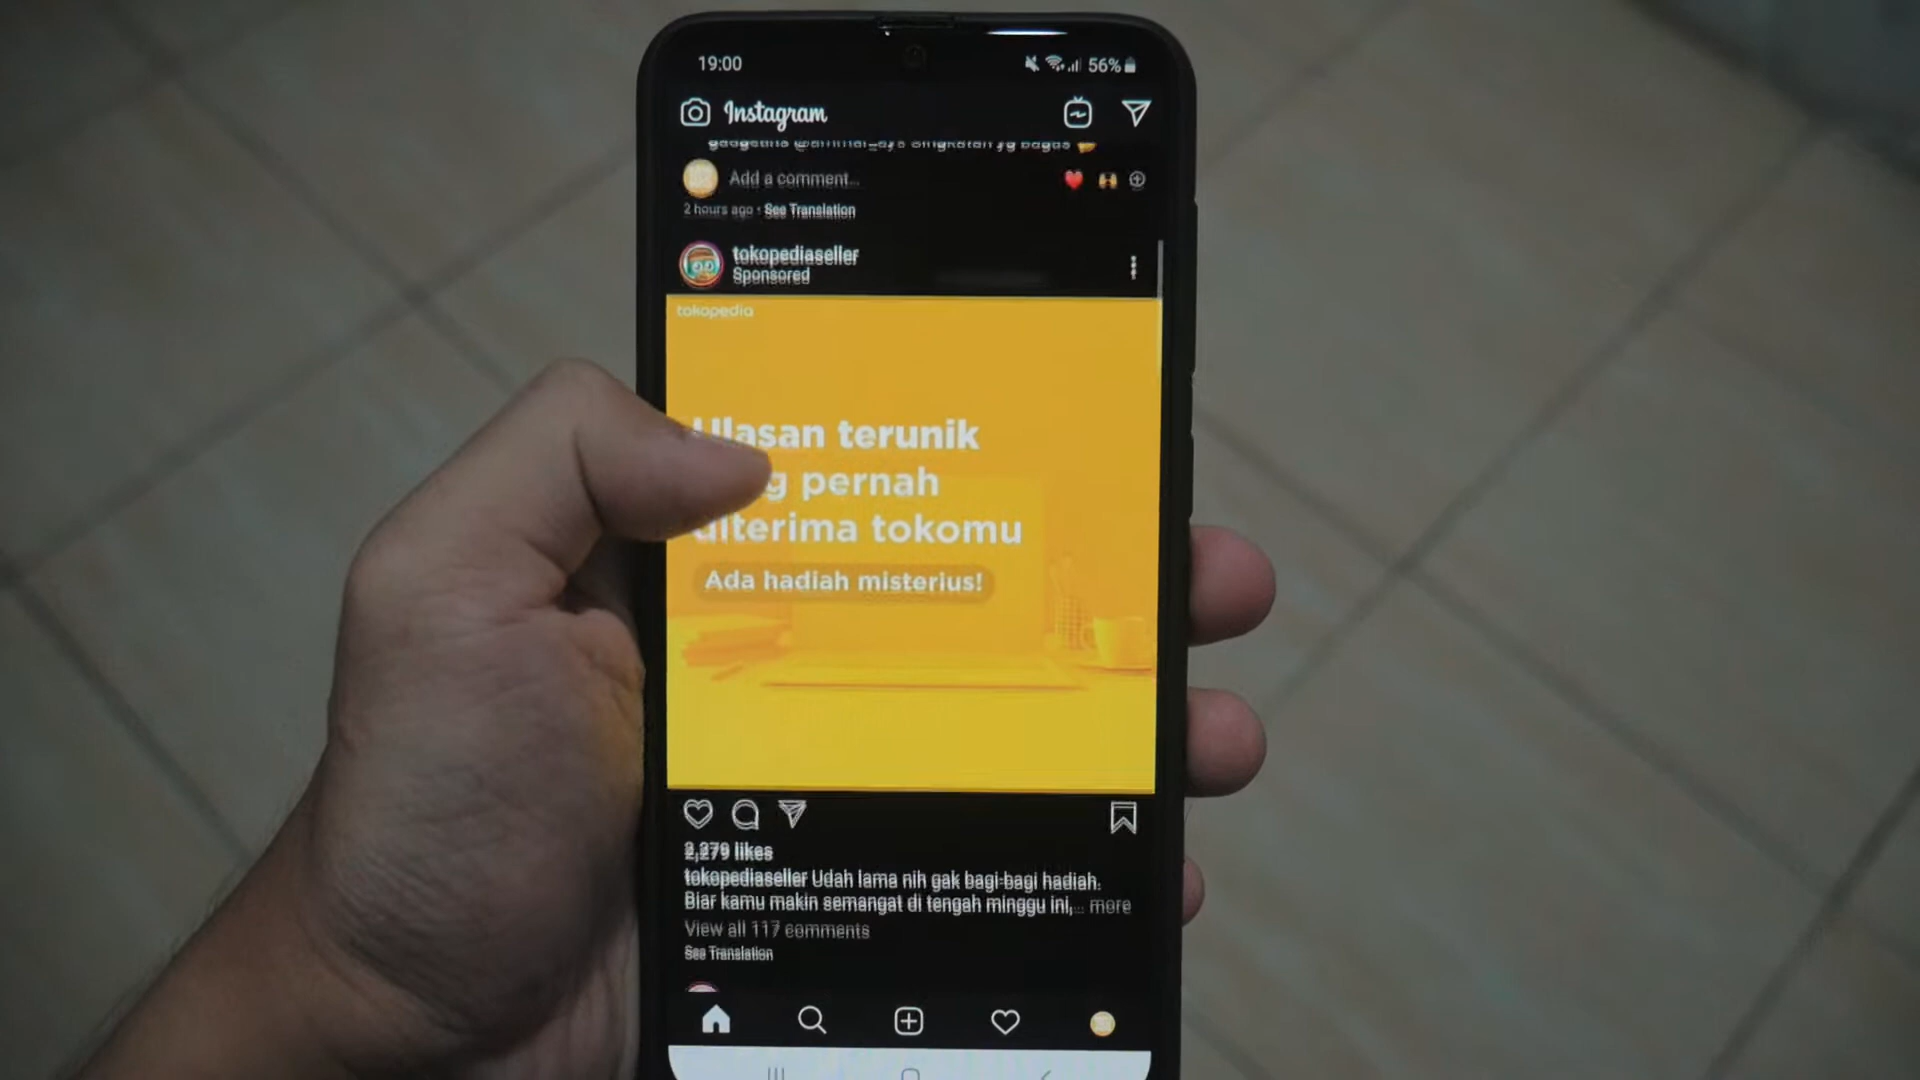 19:00
56%
Instagram
Add a comment...
2 hours ago · See Translation
tokopediaseller
Sponsored
tokopedia
Ulasan terunik
pernah
diterima tokomu
Ada hadiah misterius!
2,279 likes
tokopediaseller Udah lama nih gak bagi-bagi hadiah.
Biar kamu makin semangat di tengah minggu ini,... more
View all 117 comments
See Translation